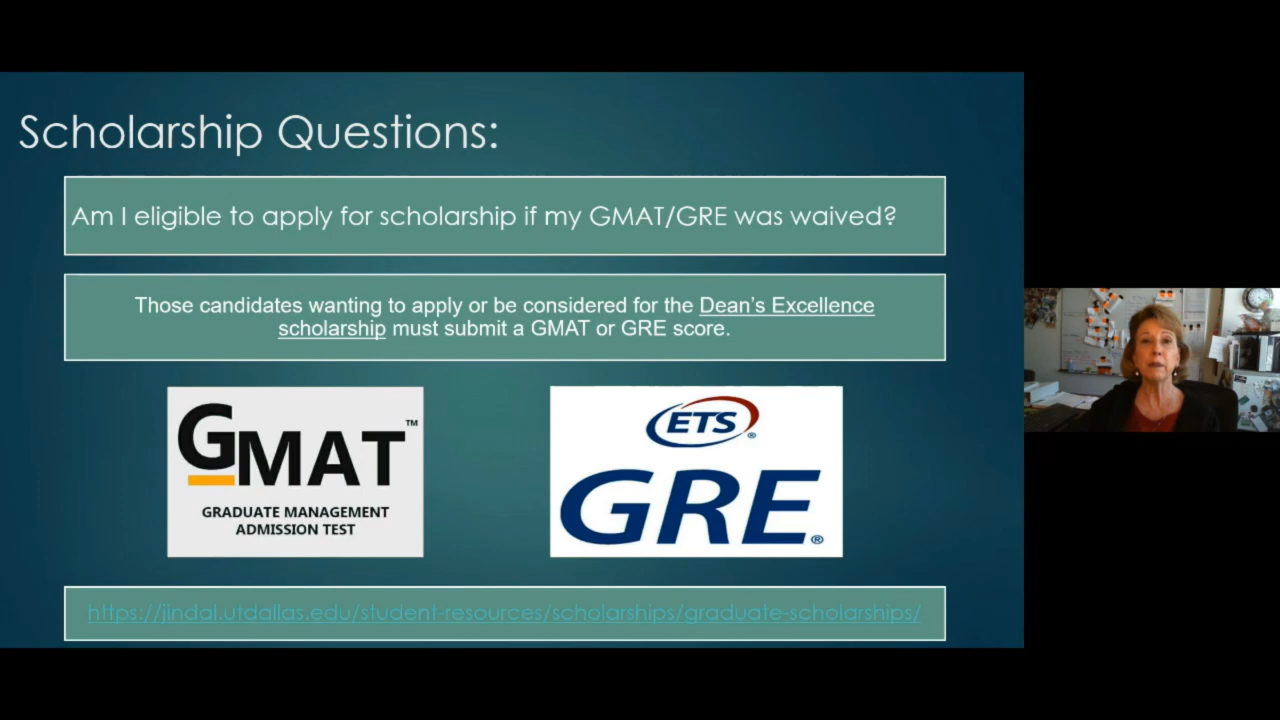 Scholarship Questions:
Am I eligible to apply for scholarship if my GMAT/GRE was waived?
Those candidates wanting to apply or be considered for the Dean's Excellence
scholarship must submit a GMAT or GRE score.
GMAT™
GRADUATE MANAGEMENT
ADMISSION TEST
ETS®
GRE®
https://jindal.utdallas.edu/student-resources/scholarships/graduate-scholarships/